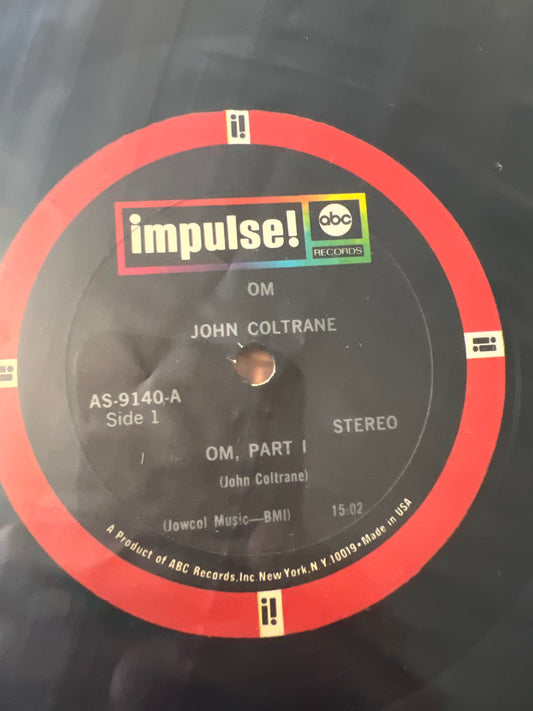 i!
impulse!
abc
RECORDS
OM
JOHN COLTRANE
AS-9140-A
Side 1
STEREO
OM, PART I
(John Coltrane)
(Jowcol Music—BMI) 15:02
A Product of ABC Records, Inc New York, N.Y. 10019 • Made in USA
i!
i!
i!